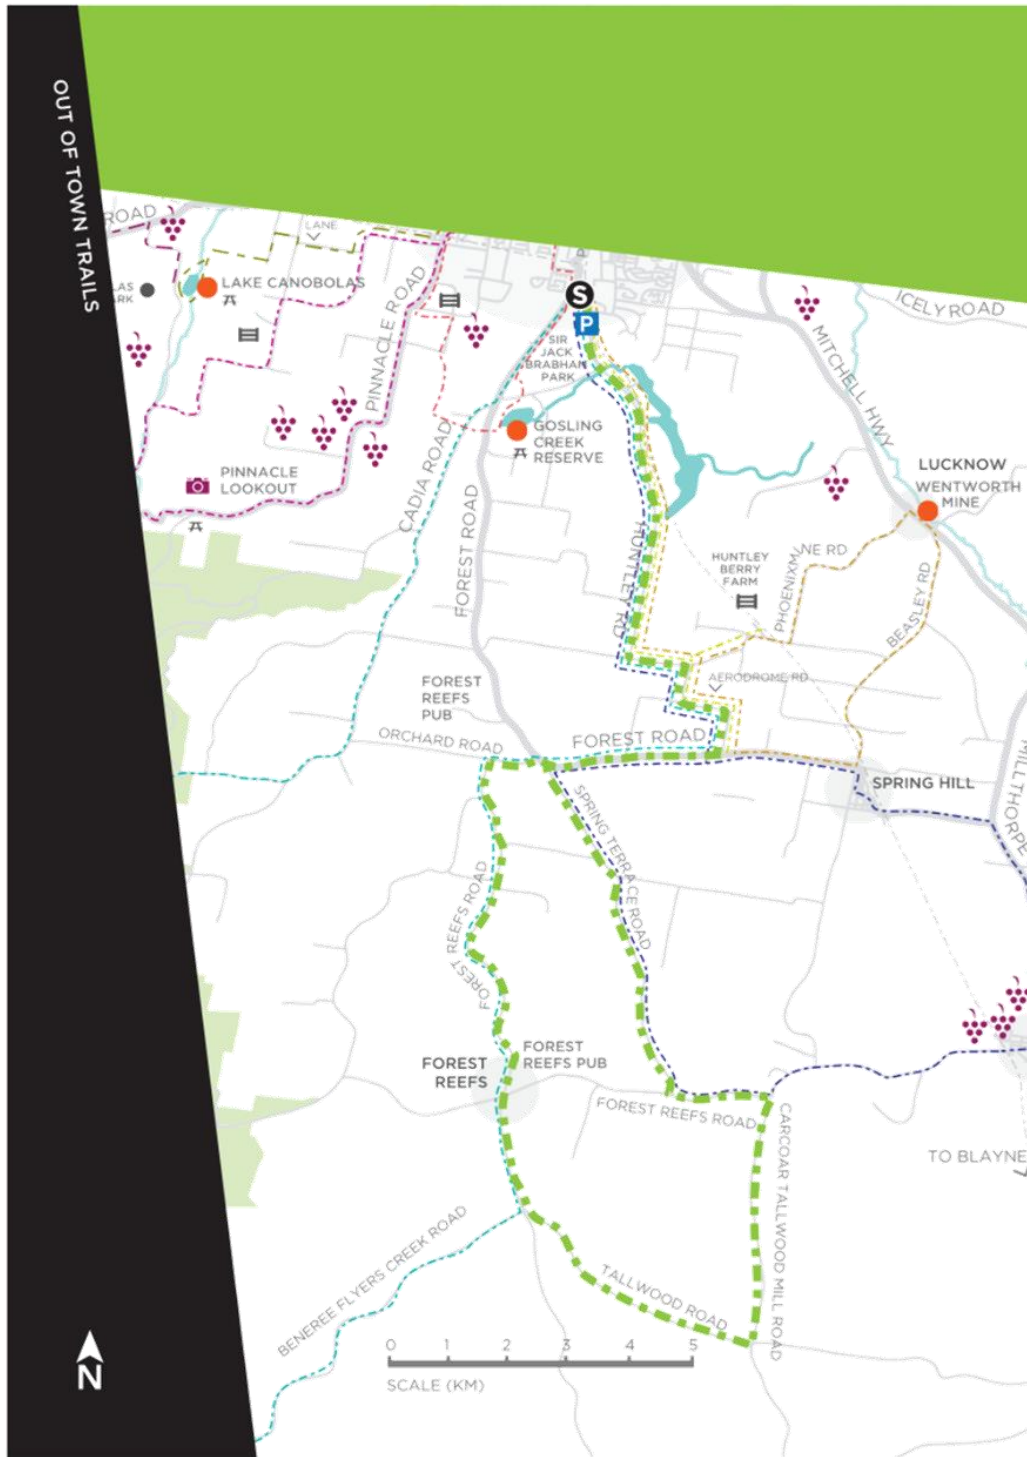 OUT OF TOWN TRAILS
ROAD
LANE
LAKE CANOBOLAS
PINNACLE ROAD
S
P
SIR
JACK
BRABHAM
PARK
ICELY ROAD
MITCHELL HWY
GOSLING
CREEK
RESERVE
CADIA ROAD
PINNACLE
LOOKOUT
FOREST ROAD
LUCKNOW
WENTWORTH
MINE
HUNTLEY RD
HUNTLEY
BERRY
FARM
NE RD
PHOENIXM
BEASLEY RD
AERODROME RD
FOREST
REEFS
PUB
ORCHARD ROAD
FOREST ROAD
SPRING HILL
MILLTHORPE
SPRING TERRACE ROAD
FOREST REEFS ROAD
FOREST
REEFS PUB
FOREST
REEFS
FOREST REEFS ROAD
CARCOAR TALLWOOD MILL ROAD
TO BLAYNE
BENEREE FLYERS CREEK ROAD
TALLWOOD ROAD
0 1 2 3 4 5
SCALE (KM)
N